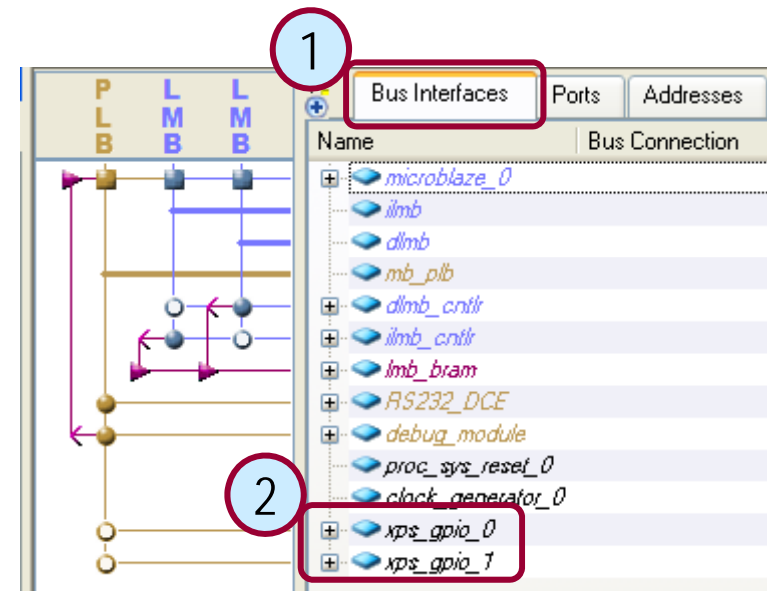 1
PLB LMB LMB
Bus Interfaces Ports Addresses
Name Bus Connection
microblaze_0
ilmb
dlmb
mb_plb
dlmb_cntlr
ilmb_cntlr
lmb_bram
RS232_DCE
debug_module
proc_sys_reset_0
clock_generator_0
2
xps_gpio_0
xps_gpio_1